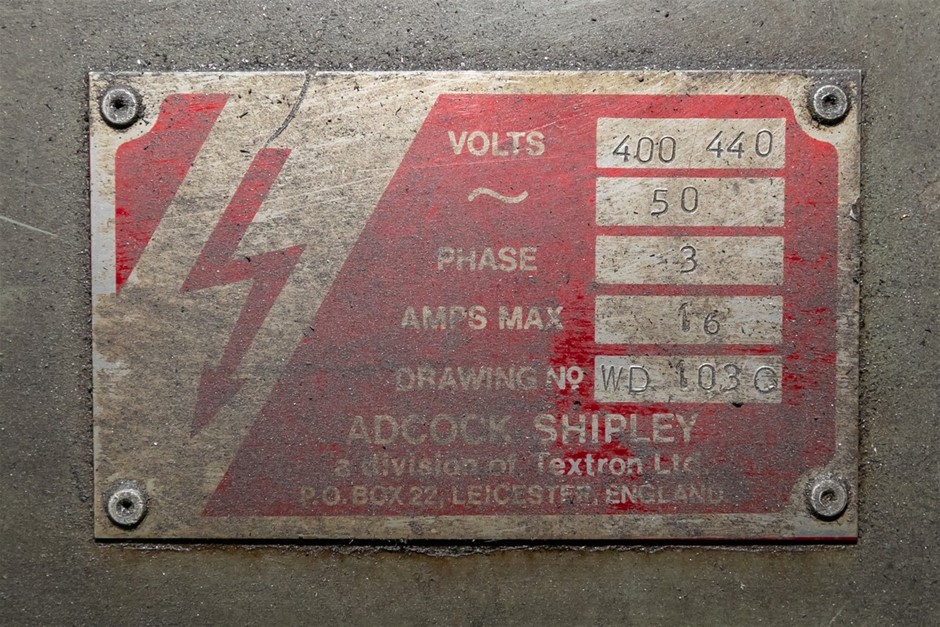 VOLTS 400 440
~ 50
PHASE 3
AMPS MAX 16
DRAWING Nº WD 103G
ADCOCK SHIPLEY
a division of Textron Ltd.
P.O. BOX 22, LEICESTER, ENGLAND.